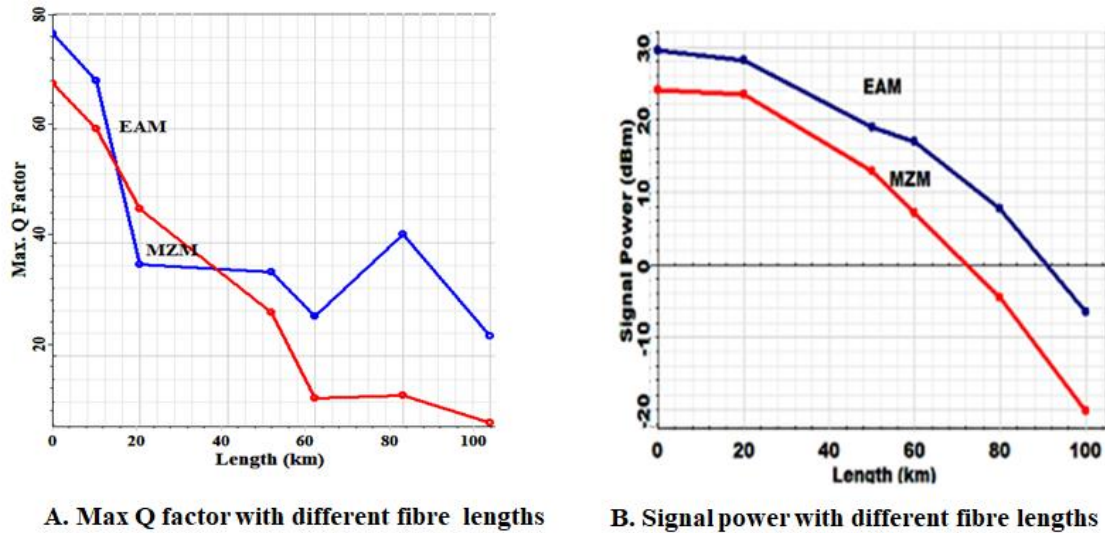 80
60
40
20
Max. Q Factor
EAM
MZM
0 20 40 60 80 100
Length (km)
A. Max Q factor with different fibre lengths
30
20
10
0
-10
-20
Signal Power (dBm)
EAM
MZM
0 20 40 60 80 100
Length (km)
B. Signal power with different fibre lengths